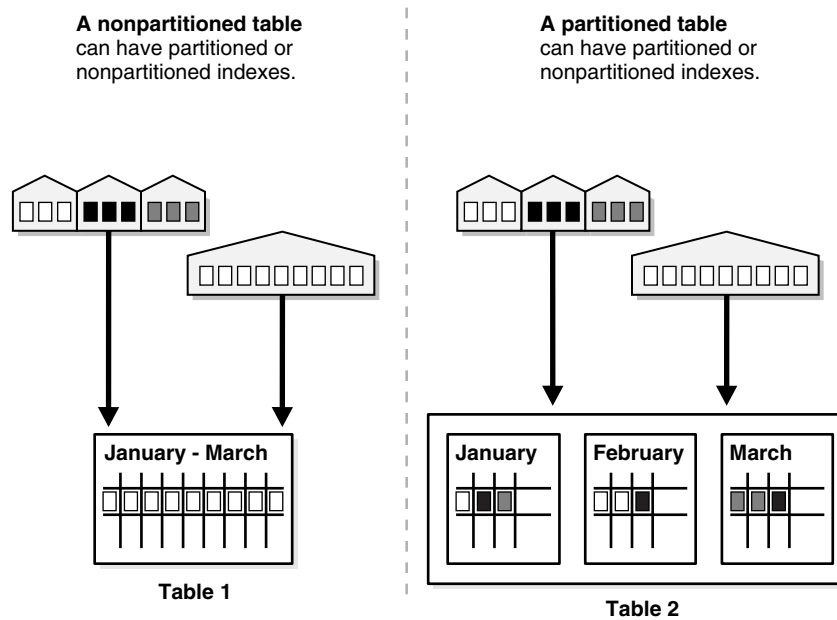 A nonpartitioned table
can have partitioned or
nonpartitioned indexes.
A partitioned table
can have partitioned or
nonpartitioned indexes.
January - March
Table 1
January
February
March
Table 2